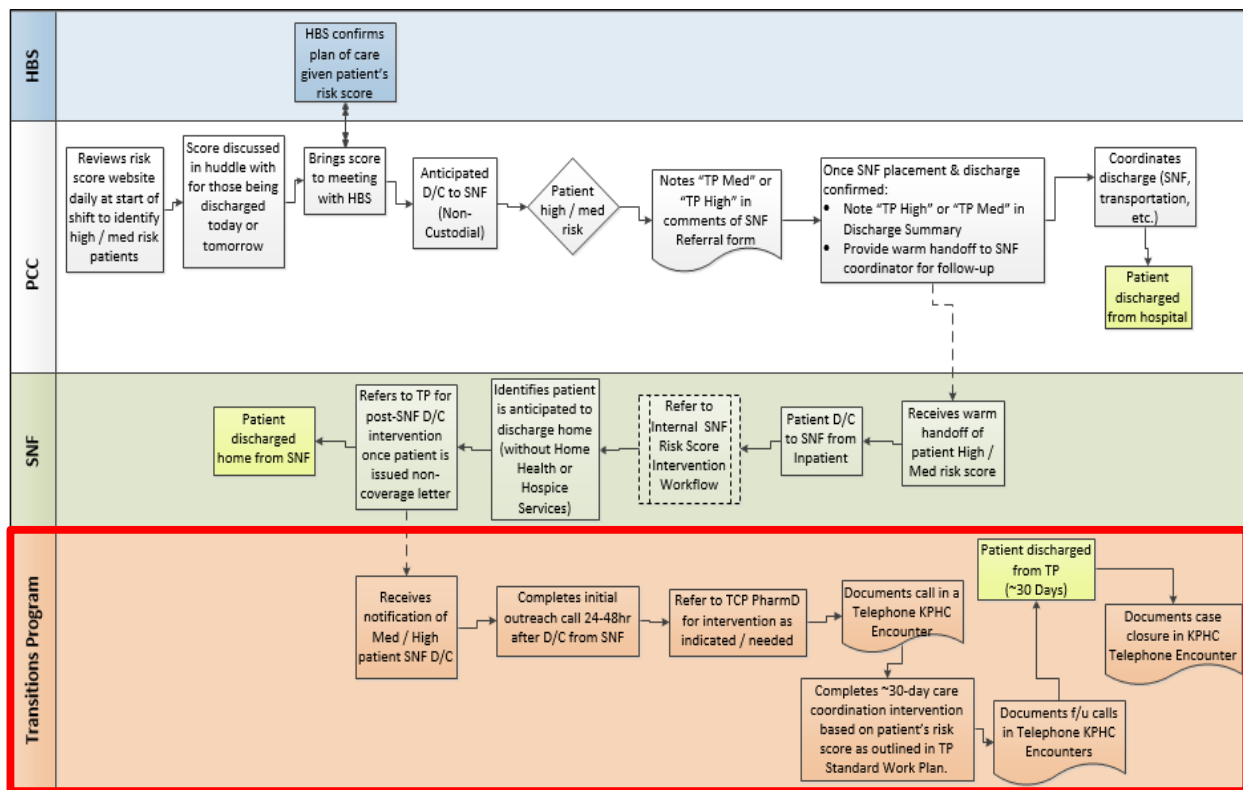 HBS
HBS confirms
plan of care
given patient's
risk score
PCC
Reviews risk
score website
daily at start of
shift to identify
high / med risk
patients
Score discussed
in huddle with
for those being
discharged
today or
tomorrow
Brings score
to meeting
with HBS
Anticipated
D/C to SNF
(Non-
Custodial)
Patient
high / med
risk
Notes “TP Med” or
“TP High” in
comments of SNF
Referral form
Once SNF placement & discharge
confirmed:
• Note “TP High” or “TP Med” in
Discharge Summary
• Provide warm handoff to SNF
coordinator for follow-up
Coordinates
discharge (SNF,
transportation,
etc.)
Patient
discharged
from hospital
SNF
Receives warm
handoff of
patient High /
Med risk score
Patient D/C
to SNF from
Inpatient
Refer to
Internal SNF
Risk Score
Intervention
Workflow
Identifies patient
is anticipated to
discharge home
(without Home
Health or
Hospice
Services)
Refers to TP for
post-SNF D/C
intervention
once patient is
issued non-
coverage letter
Patient
discharged
home from SNF
Transitions Program
Receives
notification of
Med / High
patient SNF D/C
Completes initial
outreach call 24-48hr
after D/C from SNF
Refer to TCP PharmD
for intervention as
indicated / needed
Documents call in a
Telephone KPHC
Encounter
Completes ~30-day care
coordination intervention
based on patient's risk
score as outlined in TP
Standard Work Plan.
Documents f/u calls
in Telephone KPHC
Encounters
Patient discharged
from TP
(~30 Days)
Documents case
closure in KPHC
Telephone Encounter